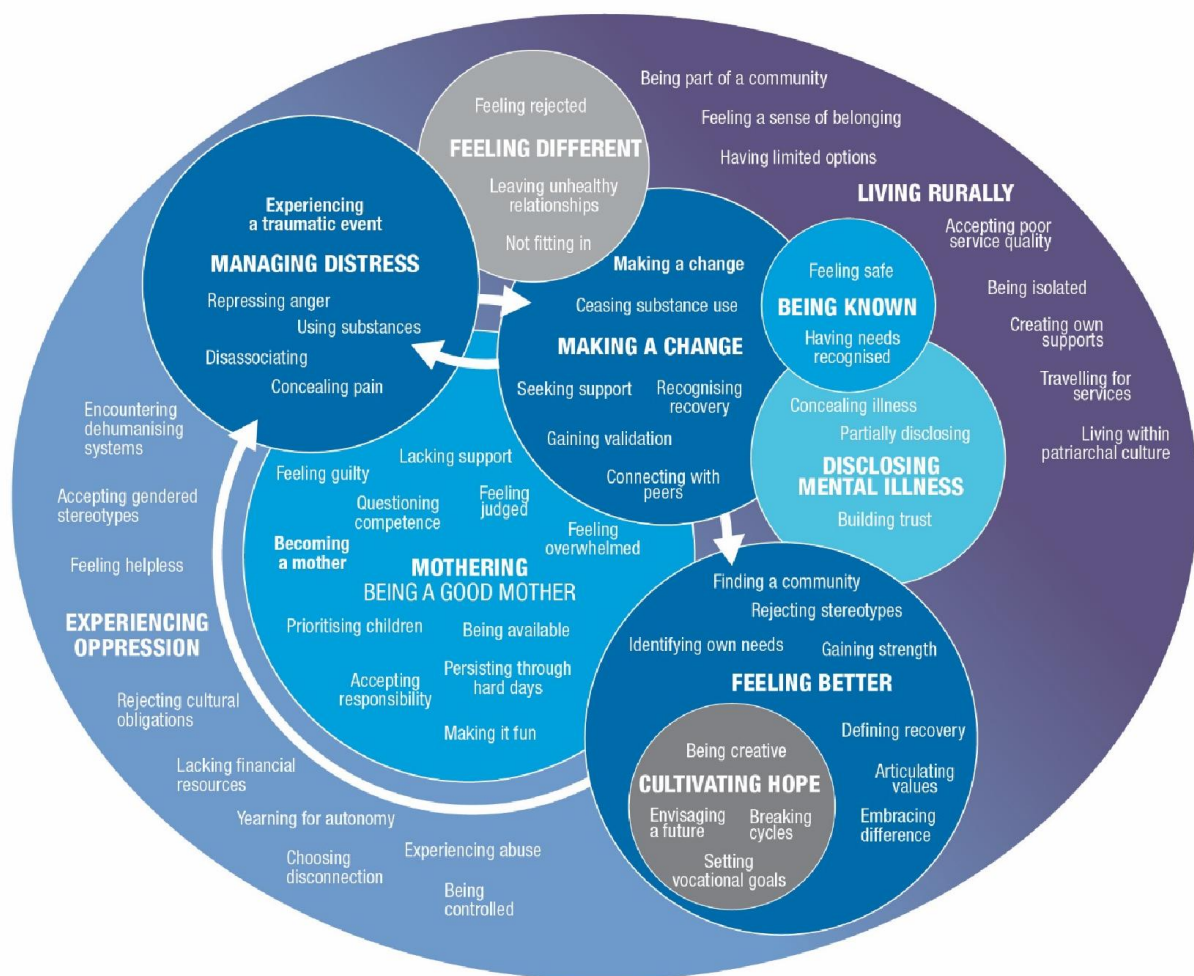 Being part of a community
Feeling a sense of belonging
Having limited options
LIVING RURALLY
Accepting poor
service quality
Being isolated
Creating own
supports
Travelling for
services
Living within
patriarchal culture
Feeling rejected
FEELING DIFFERENT
Leaving unhealthy
relationships
Not fitting in
Experiencing
a traumatic event
MANAGING DISTRESS
Repressing anger
Using substances
Disassociating
Concealing pain
Making a change
Ceasing substance use
MAKING A CHANGE
Seeking support
Recognising
recovery
Gaining validation
Connecting with
peers
Feeling safe
BEING KNOWN
Having needs
recognised
Concealing illness
Partially disclosing
DISCLOSING
MENTAL ILLNESS
Building trust
Lacking support
Feeling guilty
Questioning
competence
Feeling
judged
Feeling
overwhelmed
Becoming
a mother
MOTHERING
BEING A GOOD MOTHER
Prioritising children
Being available
Accepting
responsibility
Persisting through
hard days
Making it fun
Finding a community
Rejecting stereotypes
Identifying own needs
Gaining strength
FEELING BETTER
Defining recovery
Articulating
values
Embracing
difference
Being creative
CULTIVATING HOPE
Envisaging
a future
Breaking
cycles
Setting
vocational goals
Encountering
dehumanising
systems
Accepting gendered
stereotypes
Feeling helpless
EXPERIENCING
OPPRESSION
Rejecting cultural
obligations
Lacking financial
resources
Yearning for autonomy
Choosing
disconnection
Experiencing abuse
Being
controlled